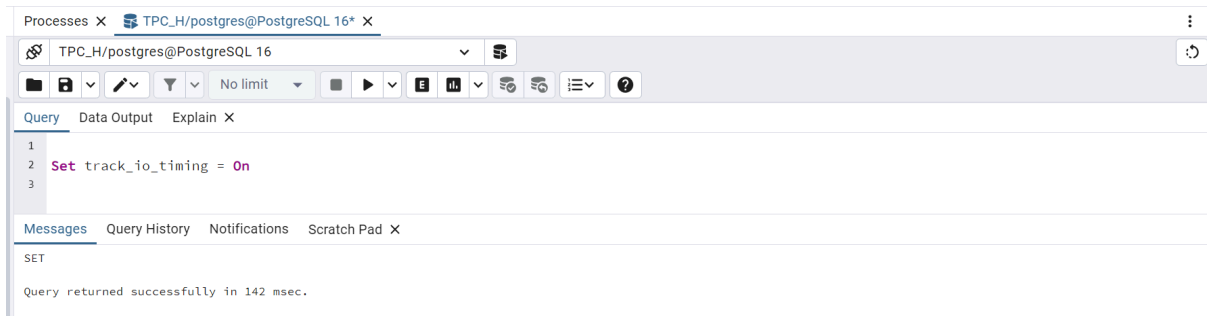 Processes X TPC_H/postgres@PostgreSQL 16* X
TPC_H/postgres@PostgreSQL 16
No limit E
Query Data Output Explain X
1
2 Set track_io_timing = On
3
Messages Query History Notifications Scratch Pad X
SET
Query returned successfully in 142 msec.